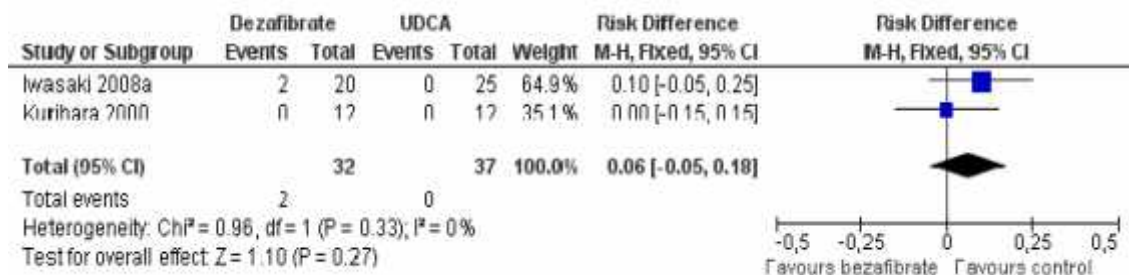 Bezafibrate UDCA Risk Difference Risk Difference
Study or Subgroup Events Total Events Total Weight M-H, Fixed, 95% CI M-H, Fixed, 95% CI
Iwasaki 2008a 2 20 0 25 64.9% 0.10 [-0.05, 0.25]
Kurihara 2000 0 12 0 12 35.1% 0.00 [-0.15, 0.15]
Total (95% CI) 32 37 100.0% 0.06 [-0.05, 0.18]
Total events 2 0
Heterogeneity: Chi² = 0.96, df = 1 (P = 0.33); I² = 0%
Test for overall effect: Z = 1.10 (P = 0.27)
-0,5 -0,25 0 0,25 0,5
Favours bezafibrate Favours control